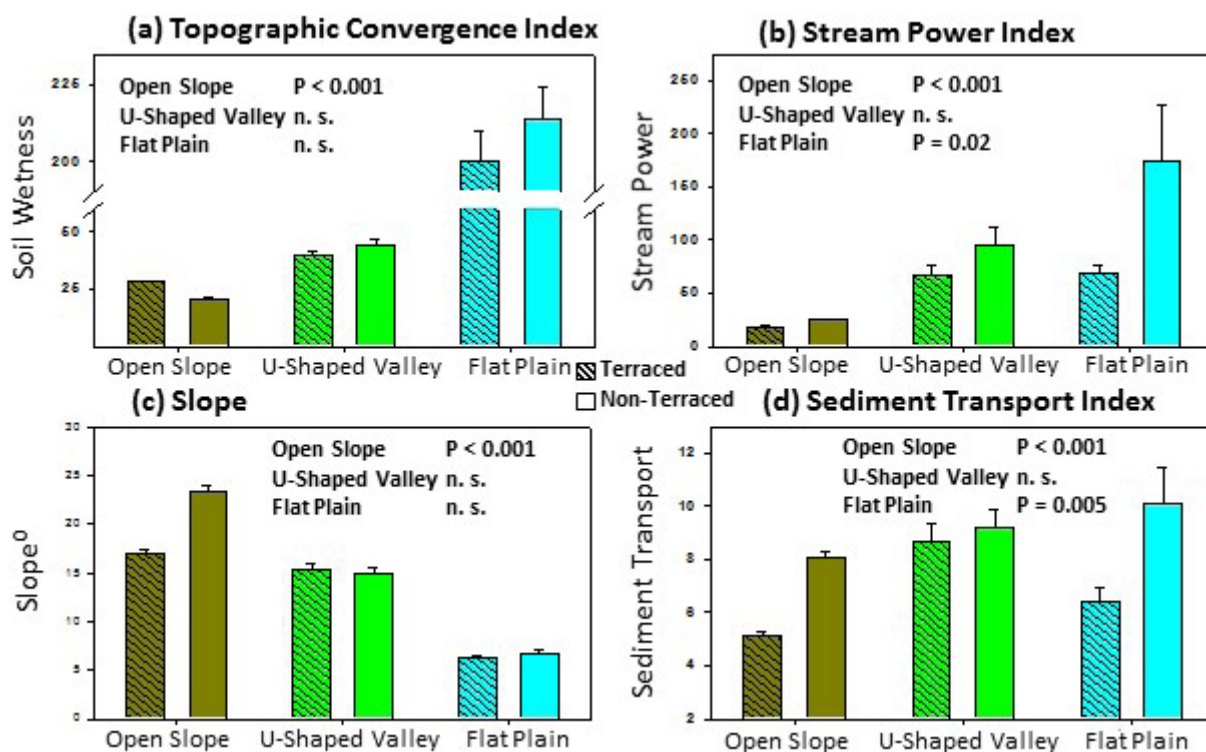 (a) Topographic Convergence Index
Soil Wetness
225
200
50
25
Open Slope P < 0.001
U-Shaped Valley n. s.
Flat Plain n. s.
Open Slope U-Shaped Valley Flat Plain
(b) Stream Power Index
Stream Power
250
200
150
100
50
0
Open Slope P < 0.001
U-Shaped Valley n. s.
Flat Plain P = 0.02
Open Slope U-Shaped Valley Flat Plain
Terraced
Non-Terraced
(c) Slope
Slope⁰
30
25
20
15
10
5
0
Open Slope P < 0.001
U-Shaped Valley n. s.
Flat Plain n. s.
Open Slope U-Shaped Valley Flat Plain
(d) Sediment Transport Index
Sediment Transport
12
10
8
6
4
2
Open Slope P < 0.001
U-Shaped Valley n. s.
Flat Plain P = 0.005
Open Slope U-Shaped Valley Flat Plain